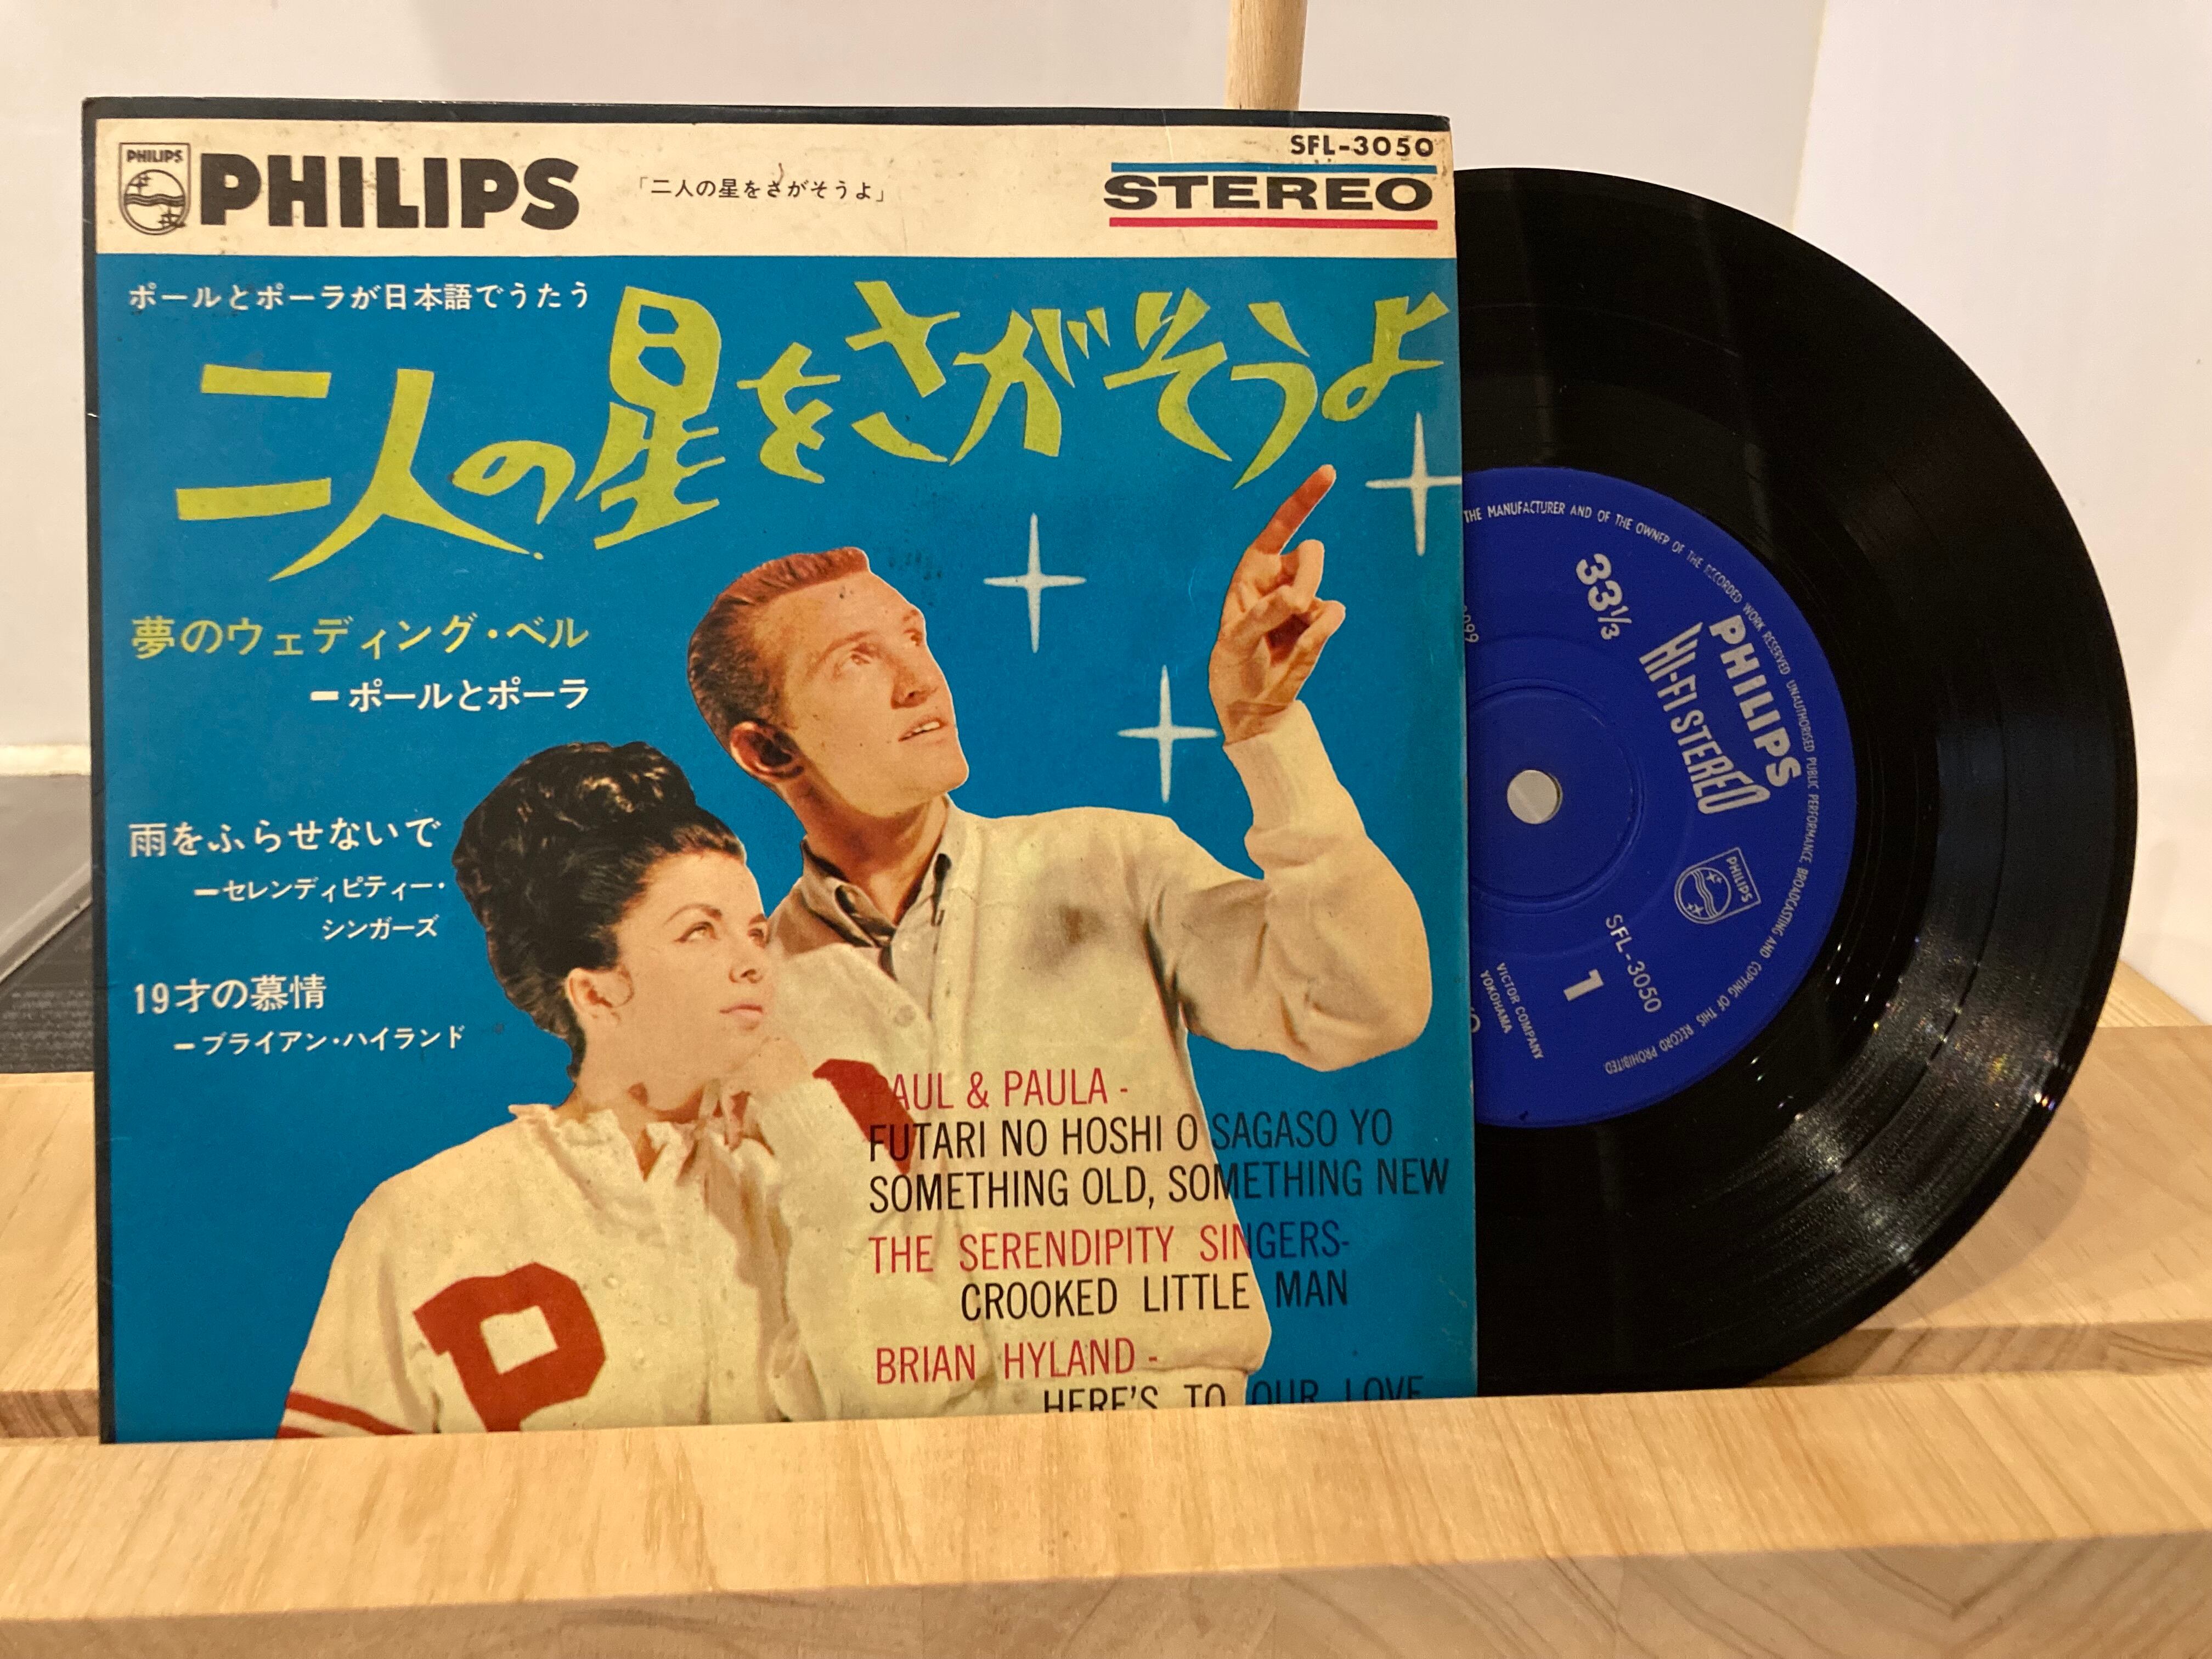 PHILIPS
PHILIPS
「二人の星をさがそうよ」
SFL-3050
STEREO
ポールとポーラが日本語でうたう
二人の星をさがそうよ
夢のウェディング・ベル
ーポールとポーラ
雨をふらせないで
ーセレンディピティー・
シンガーズ
19才の慕情
ーブライアン・ハイランド
P
PAUL & PAULA -
FUTARI NO HOSHI O SAGASO YO
SOMETHING OLD, SOMETHING NEW
THE SERENDIPITY SINGERS-
CROOKED LITTLE MAN
BRIAN HYLAND -
HERE'S TO OUR LOVE
THE MANUFACTURER AND OF THE OWNER OF THE RECORDED WORK RESERVED UNAUTHORISED PUBLIC PERFORMANCE BROADCASTING AND COPYING OF THIS RECORD PROHIBITED
33⅓
PHILIPS
HI-FI STEREO
PHILIPS
SFL-3050
1
VICTOR COMPANY
YOKOHAMA